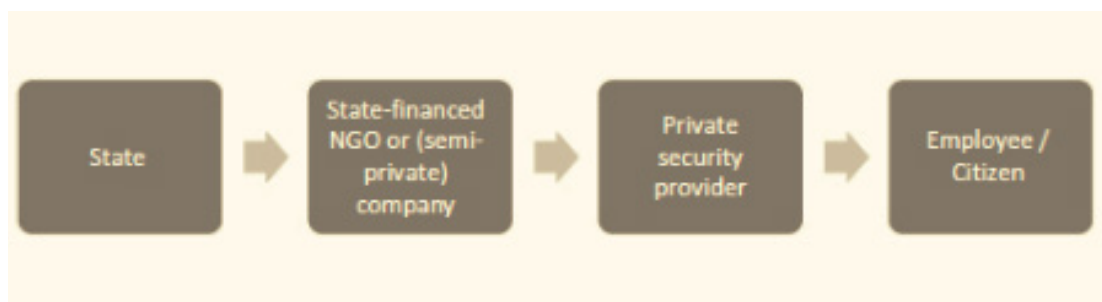 State
State-financed
NGO or (semi-
private)
company
Private
security
provider
Employee /
Citizen